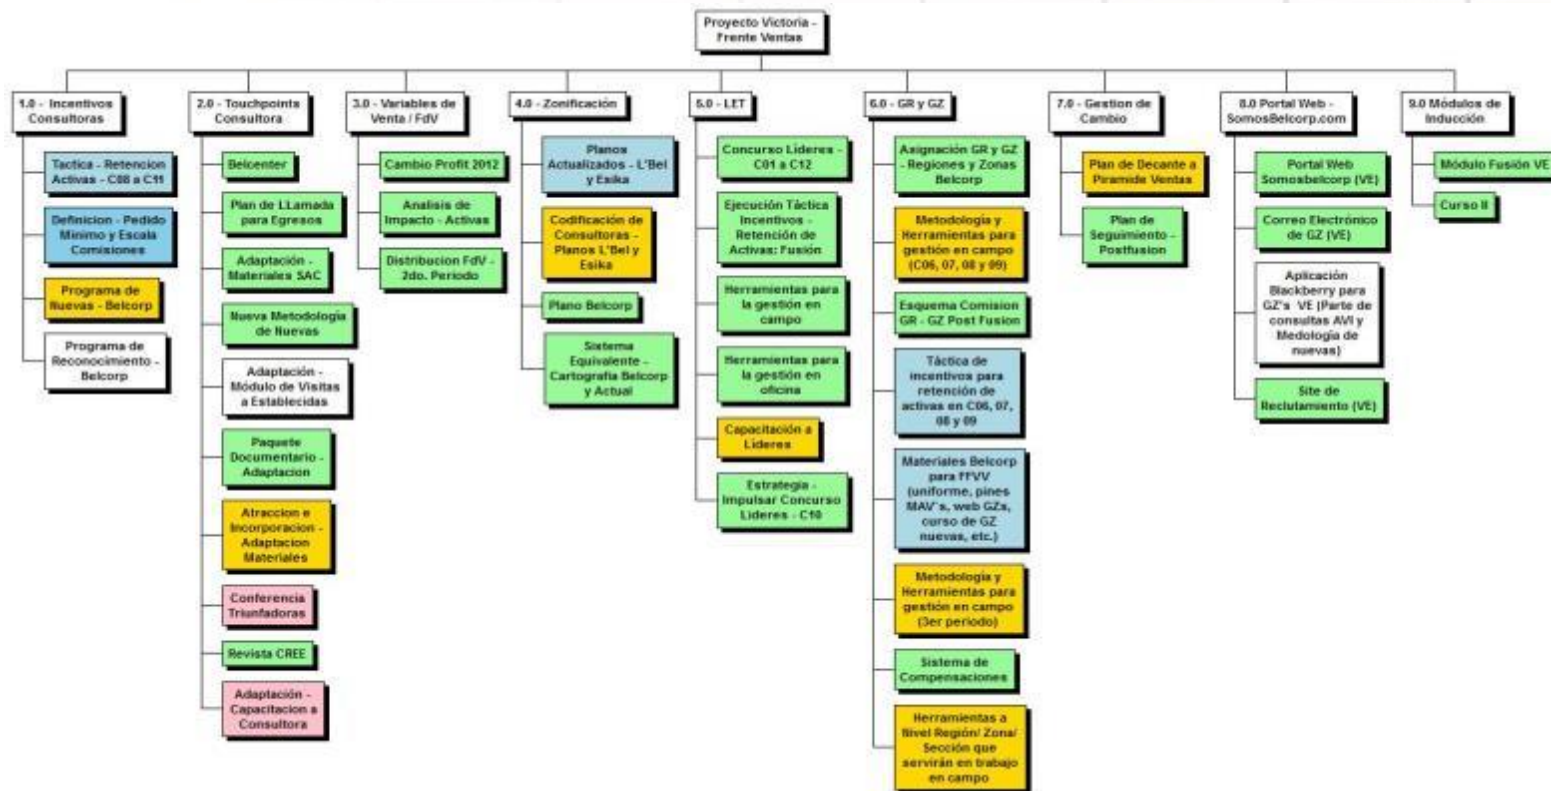 Proyecto Victoria -
Frente Ventas
1.0 - Incentivos
Consultoras
Tactica - Retencion
Activas - C08 a C11
Definicion - Pedido
Minimo y Escala
Comisiones
Programa de
Nuevas - Belcorp
Programa de
Reconocimiento -
Belcorp
2.0 - Touchpoints
Consultora
Belcenter
Plan de LLamada
para Egresos
Adaptación -
Materiales SAC
Nueva Metodología
de Nuevas
Adaptación -
Módulo de Visitas
a Establecidas
Paquete
Documentario -
Adaptacion
Atraccion e
Incorporacion -
Adaptacion
Materiales
Conferencia
Triunfadoras
Revista CREE
Adaptación -
Capacitacion a
Consultora
3.0 - Variables de
Venta / FdV
Cambio Profit 2012
Analisis de
Impacto - Activas
Distribucion FdV -
2do. Periodo
4.0 - Zonificación
Planos
Actualizados - L'Bel
y Esika
Codificación de
Consultoras -
Planos L'Bel y
Esika
Plano Belcorp
Sistema
Equivalente -
Cartografia Belcorp
y Actual
5.0 - LET
Concurso Líderes -
C01 a C12
Ejecución Táctica
Incentivos -
Retención de
Activas: Fusión
Herramientas para
la gestión en
campo
Herramientas para
la gestión en
oficina
Capacitación a
Líderes
Estrategia -
Impulsar Concurso
Lideres - C10
6.0 - GR y GZ
Asignación GR y GZ
- Regiones y Zonas
Belcorp
Metodología y
Herramientas para
gestión en campo
(C06, 07, 08 y 09)
Esquema Comision
GR - GZ Post Fusion
Táctica de
incentivos para
retención de
activas en C06, 07,
08 y 09
Materiales Belcorp
para FFVV
(uniforme, pines
MAV`s, web GZs,
curso de GZ
nuevas, etc.)
Metodología y
Herramientas para
gestión en campo
(3er periodo)
Sistema de
Compensaciones
Herramientas a
Nivel Región/ Zona/
Sección que
servirán en trabajo
en campo
7.0 - Gestion de
Cambio
Plan de Decante a
Piramide Ventas
Plan de
Seguimiento -
Postfusion
8.0 Portal Web -
SomosBelcorp.com
Portal Web
Somosbelcorp (VE)
Correo Electrónico
de GZ (VE)
Aplicación
Blackberry para
GZ's VE (Parte de
consultas AVI y
Medología de
nuevas)
Site de
Reclutamiento (VE)
9.0 Módulos de
Inducción
Módulo Fusión VE
Curso II